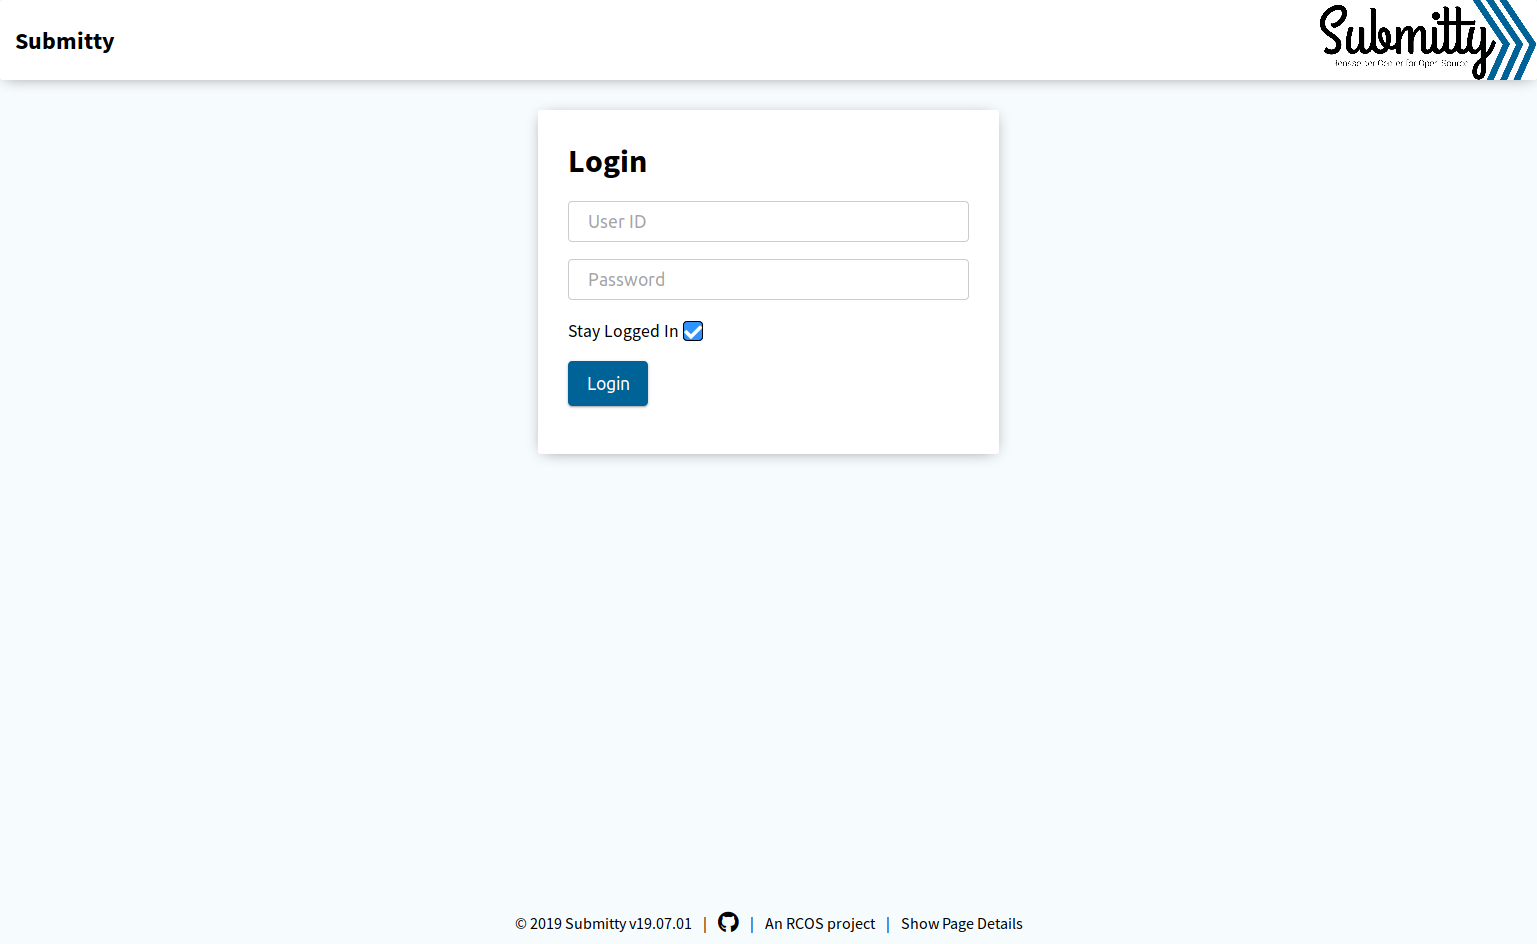 Submitty
Submitty
Login
User ID
Password
Stay Logged In
Login
© 2019 Submitty v19.07.01 | | An RCOS project | Show Page Details